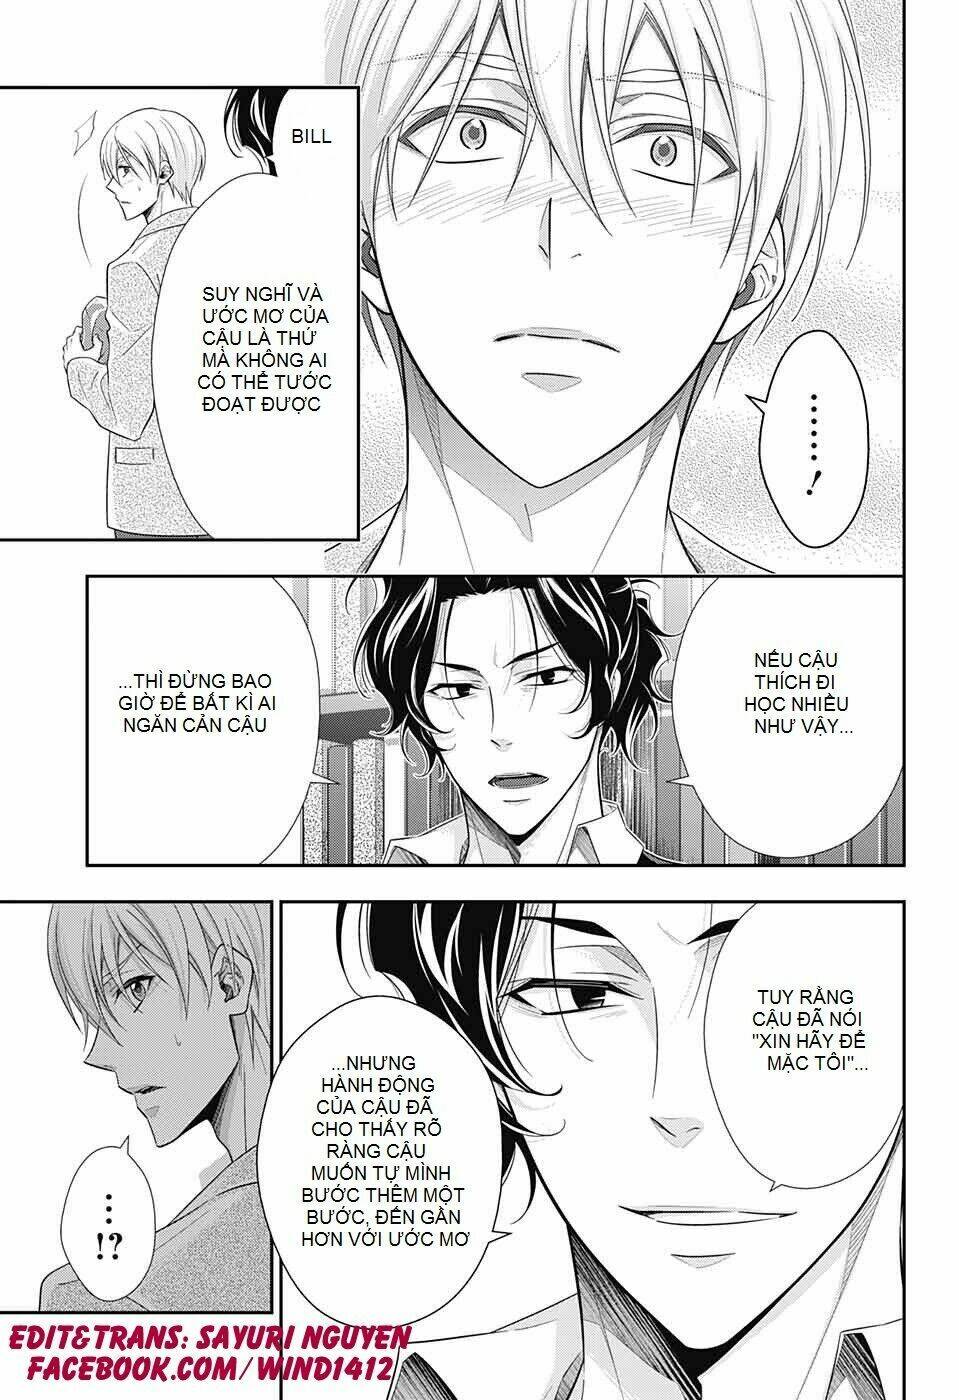 ......!
BILL
SUY NGHĨ VÀ
ƯỚC MƠ CỦA
CẬU LÀ THỨ
MÀ KHÔNG AI
CÓ THỂ TƯỚC
ĐOẠT ĐƯỢC
NẾU CẬU
THÍCH ĐI
HỌC NHIỀU
NHƯ VẬY...
...THÌ ĐỪNG BAO
GIỜ ĐỂ BẤT KÌ AI
NGĂN CẢN CẬU
TUY RẰNG
CẬU ĐÃ NÓI
"XIN HÃY ĐỂ
MẶC TÔI"...
...NHƯNG
HÀNH ĐỘNG
CỦA CẬU ĐÃ
CHO THẤY RÕ
RÀNG CẬU
MUỐN TỰ MÌNH
BƯỚC THÊM MỘT
BƯỚC, ĐẾN GẦN
HƠN VỚI ƯỚC MƠ
...!?
EDIT&TRANS: SAYURI NGUYEN
FACEBOOK.COM/WIND1412